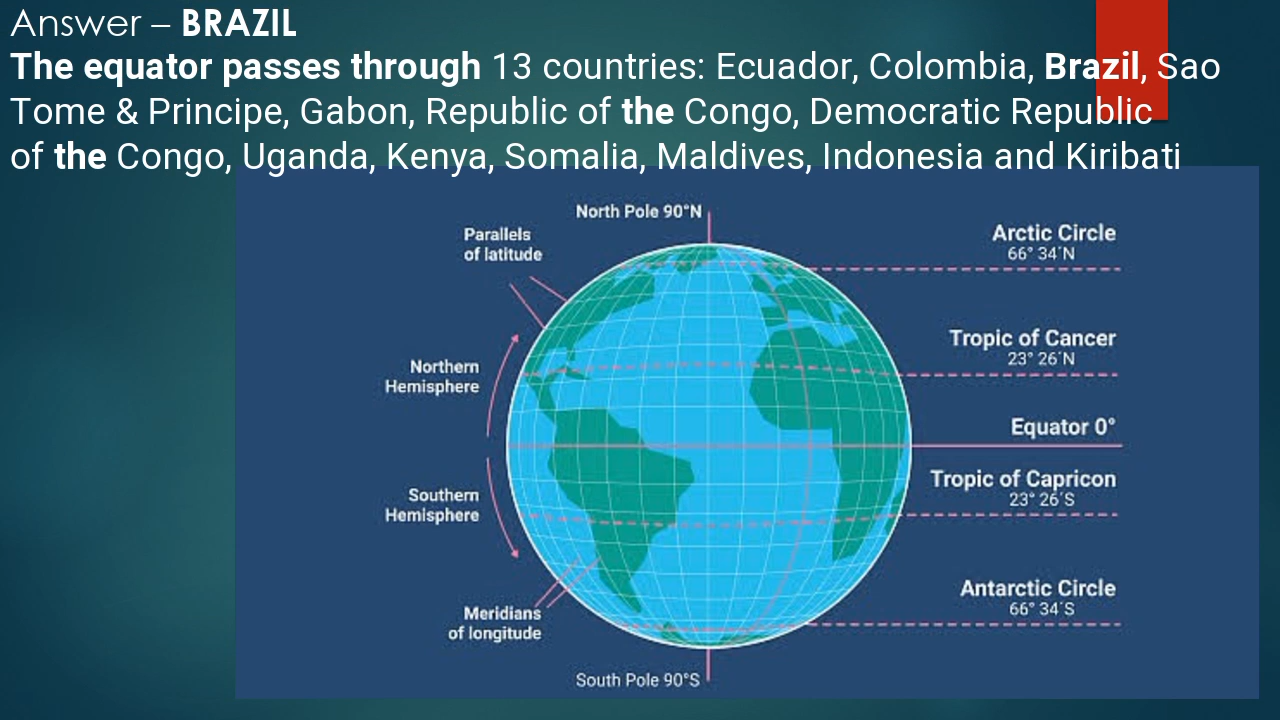 Answer – BRAZIL
The equator passes through 13 countries: Ecuador, Colombia, Brazil, Sao
Tome & Principe, Gabon, Republic of the Congo, Democratic Republic
of the Congo, Uganda, Kenya, Somalia, Maldives, Indonesia and Kiribati
North Pole 90°N
Parallels
of latitude
Arctic Circle
66° 34´N
Tropic of Cancer
23° 26´N
Northern
Hemisphere
Equator 0°
Tropic of Capricon
23° 26´S
Southern
Hemisphere
Antarctic Circle
66° 34´S
Meridians
of longitude
South Pole 90°S